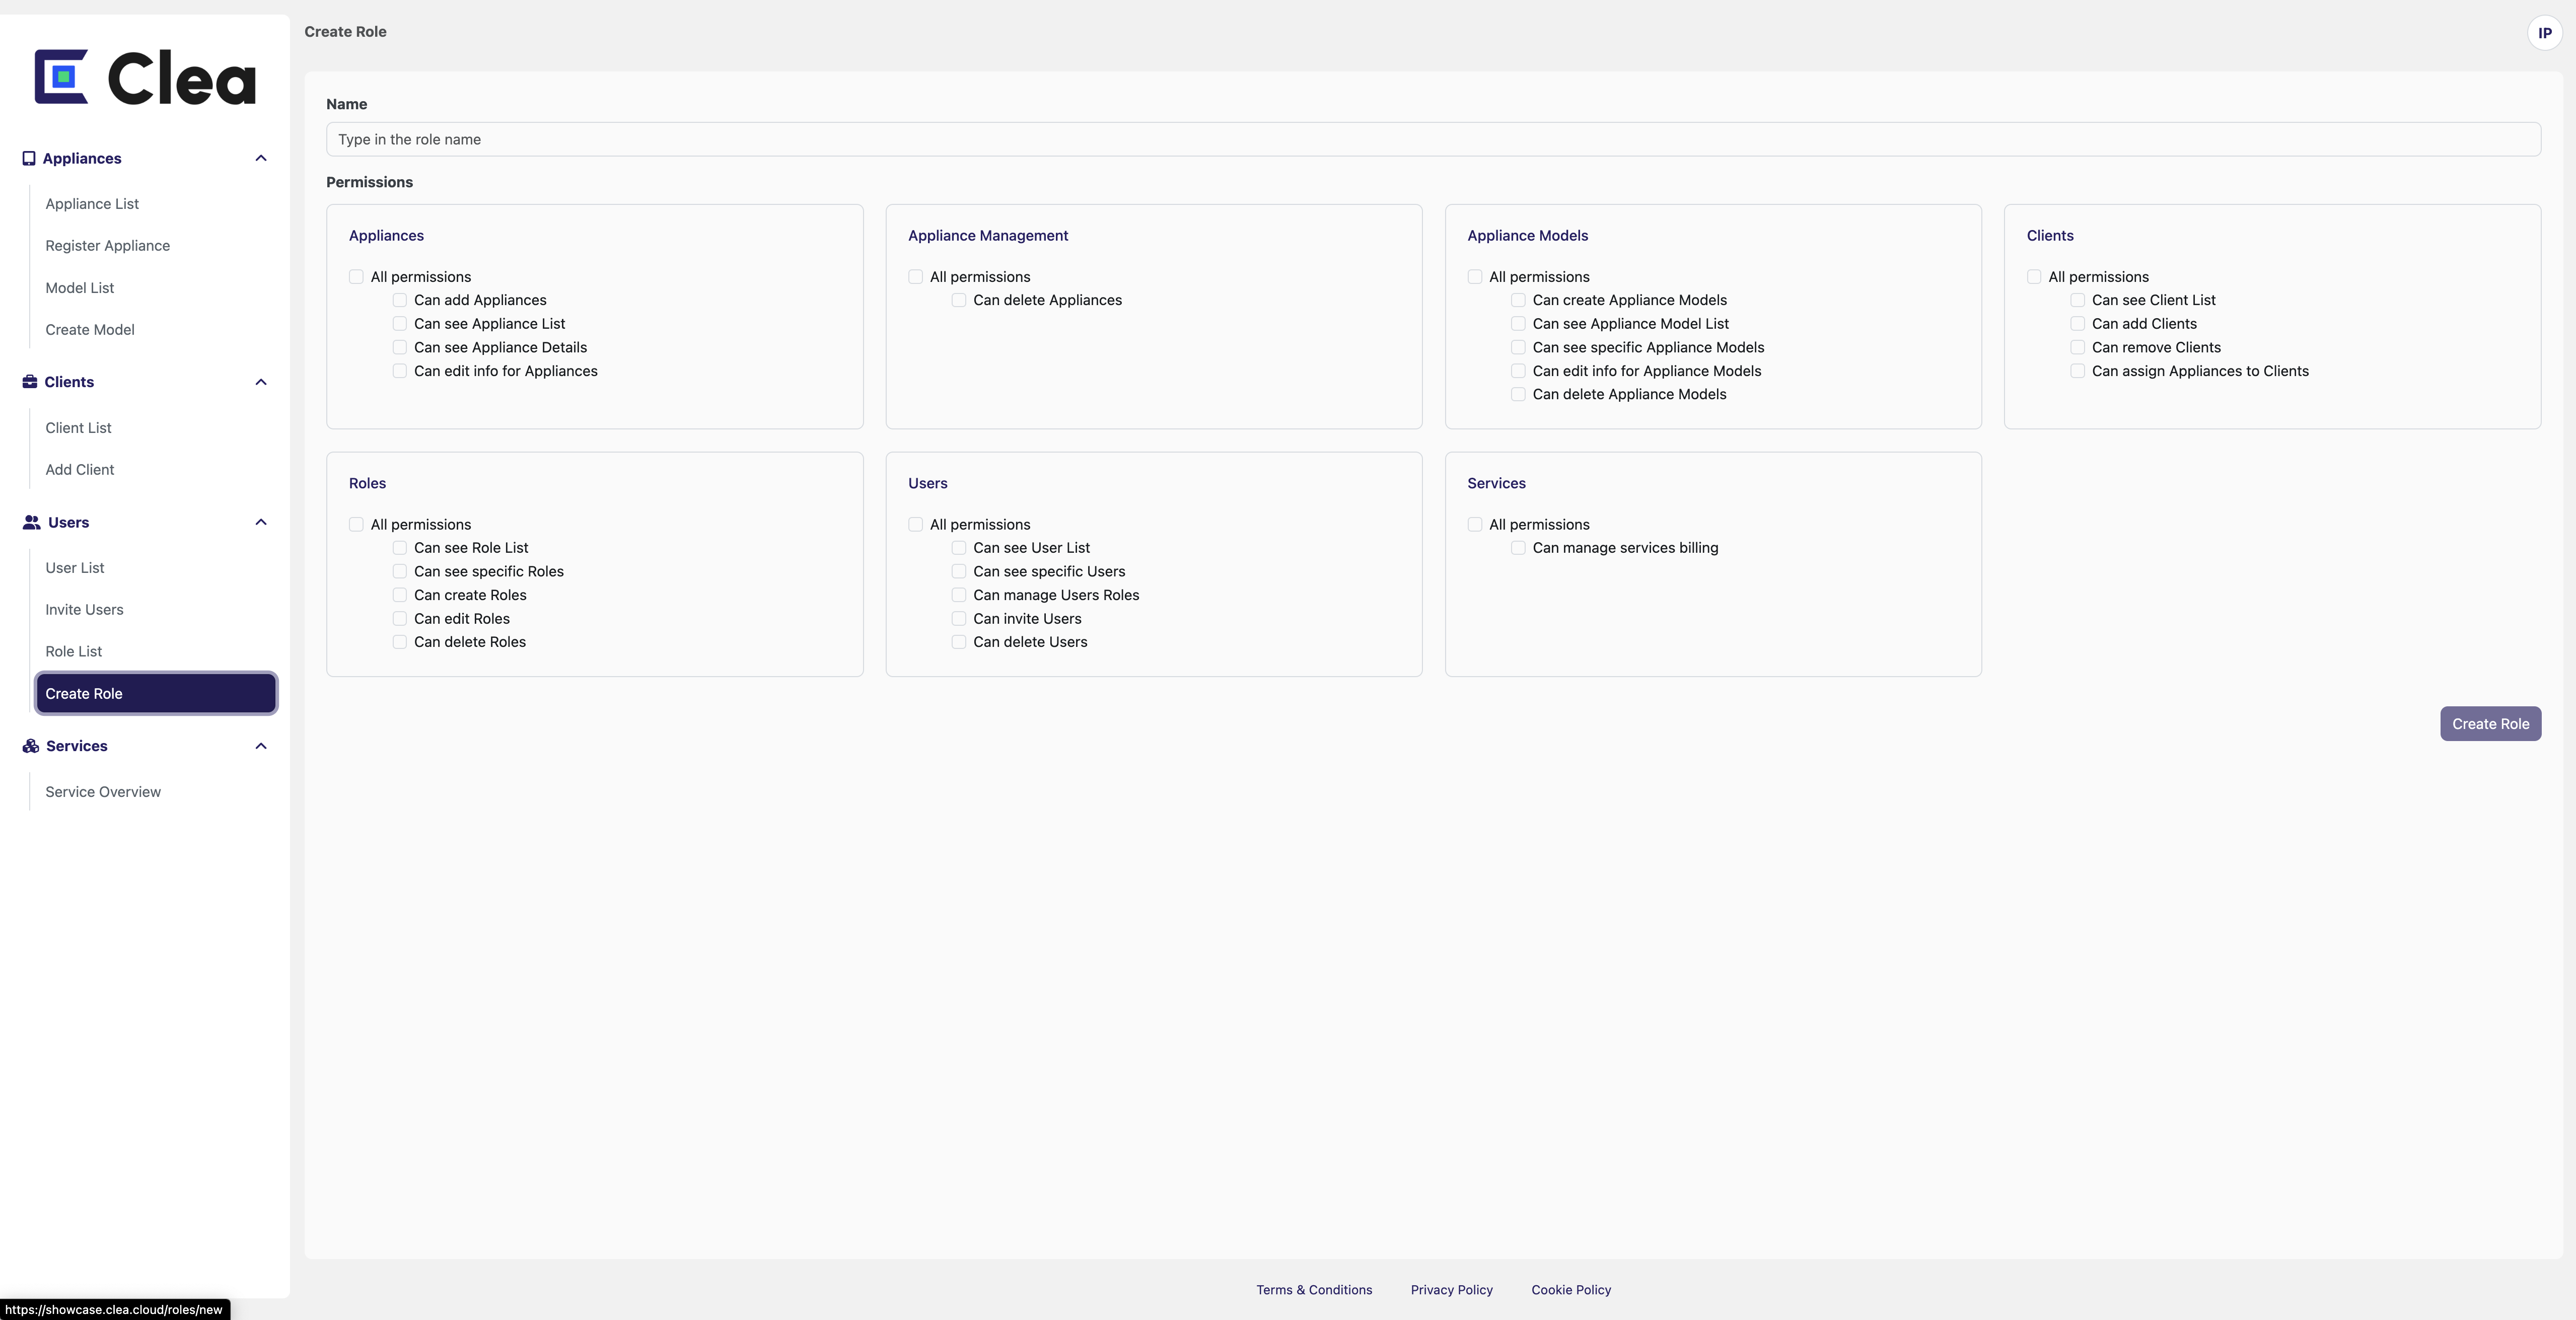 Clea
Appliances
Appliance List
Register Appliance
Model List
Create Model
Clients
Client List
Add Client
Users
User List
Invite Users
Role List
Create Role
Services
Service Overview
https://showcase.clea.cloud/roles/new
Create Role
IP
Name
Type in the role name
Permissions
Appliances
All permissions
Can add Appliances
Can see Appliance List
Can see Appliance Details
Can edit info for Appliances
Appliance Management
All permissions
Can delete Appliances
Appliance Models
All permissions
Can create Appliance Models
Can see Appliance Model List
Can see specific Appliance Models
Can edit info for Appliance Models
Can delete Appliance Models
Clients
All permissions
Can see Client List
Can add Clients
Can remove Clients
Can assign Appliances to Clients
Roles
All permissions
Can see Role List
Can see specific Roles
Can create Roles
Can edit Roles
Can delete Roles
Users
All permissions
Can see User List
Can see specific Users
Can manage Users Roles
Can invite Users
Can delete Users
Services
All permissions
Can manage services billing
Create Role
Terms & Conditions
Privacy Policy
Cookie Policy